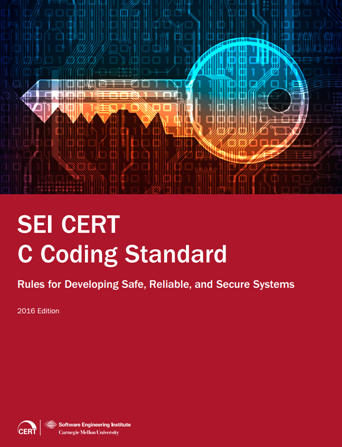 SEI CERT
C Coding Standard
Rules for Developing Safe, Reliable, and Secure Systems
2016 Edition
CERT
Software Engineering Institute
Carnegie Mellon University